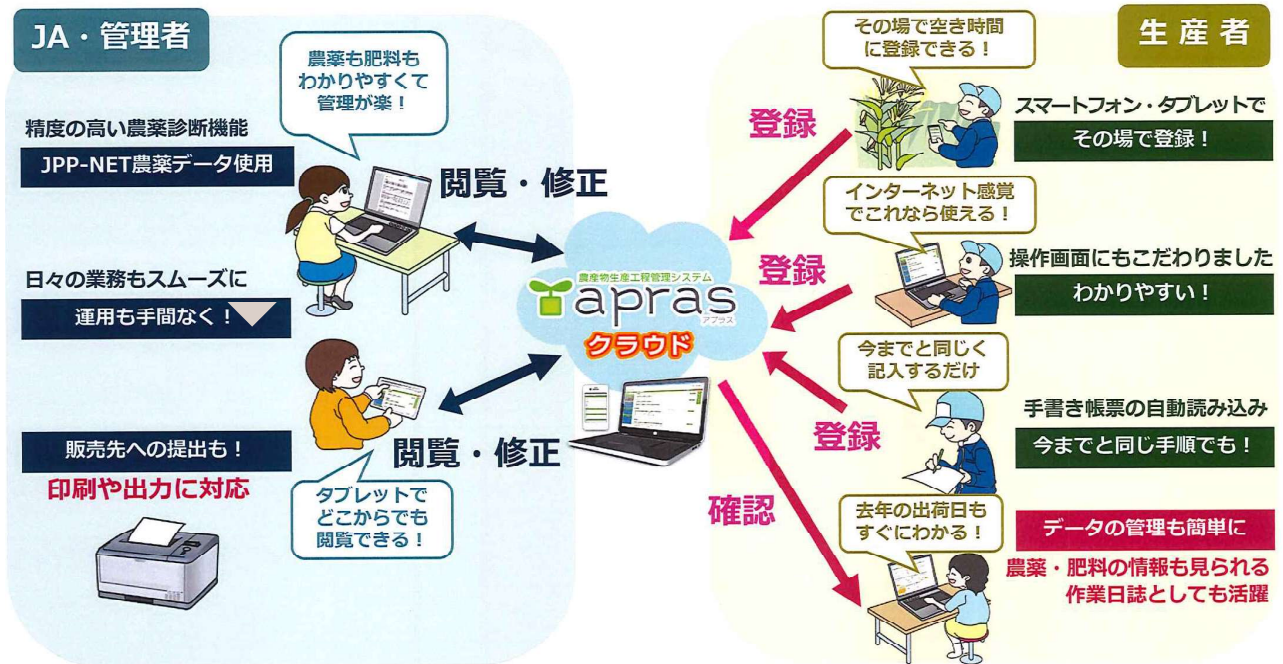 JA・管理者
農薬も肥料も
わかりやすくて
管理が楽！
精度の高い農薬診断機能
JPP-NET農薬データ使用
閲覧・修正
日々の業務もスムーズに
運用も手間なく！
販売先への提出も！
印刷や出力に対応
閲覧・修正
タブレットで
どこからでも
閲覧できる！
農産物生産工程管理システム
apras
アプラス
クラウド
生産者
その場で空き時間
に登録できる！
登録
スマートフォン・タブレットで
その場で登録！
インターネット感覚
でこれなら使える！
登録
操作画面にもこだわりました
わかりやすい！
今までと同じく
記入するだけ
登録
手書き帳票の自動読み込み
今までと同じ手順でも！
確認
去年の出荷日も
すぐにわかる！
データの管理も簡単に
農薬・肥料の情報も見られる
作業日誌としても活躍